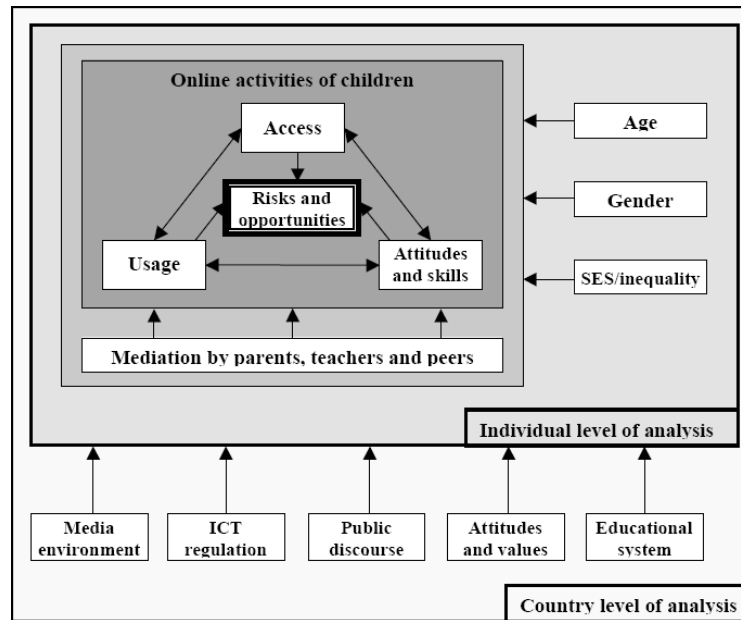 Online activities of children
Access
Risks and
opportunities
Usage
Attitudes
and skills
Mediation by parents, teachers and peers
Age
Gender
SES/inequality
Individual level of analysis
Media
environment
ICT
regulation
Public
discourse
Attitudes
and values
Educational
system
Country level of analysis